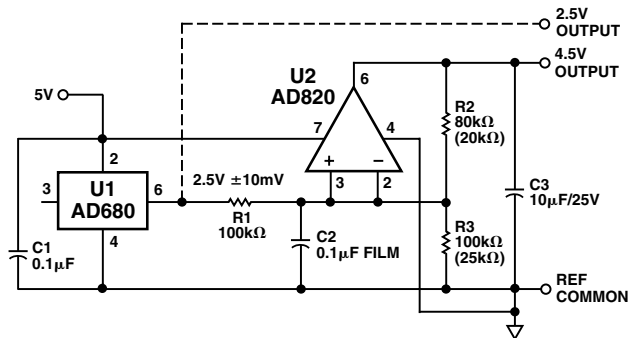 2.5V
OUTPUT
4.5V
OUTPUT
U2
AD820
6
5V
R2
80kΩ
(20kΩ)
7
4
2
+
−
3
U1
AD680
6
2.5V ±10mV
3
2
C3
10μF/25V
R1
100kΩ
R3
100kΩ
(25kΩ)
C1
0.1μF
4
C2
0.1μF FILM
REF
COMMON